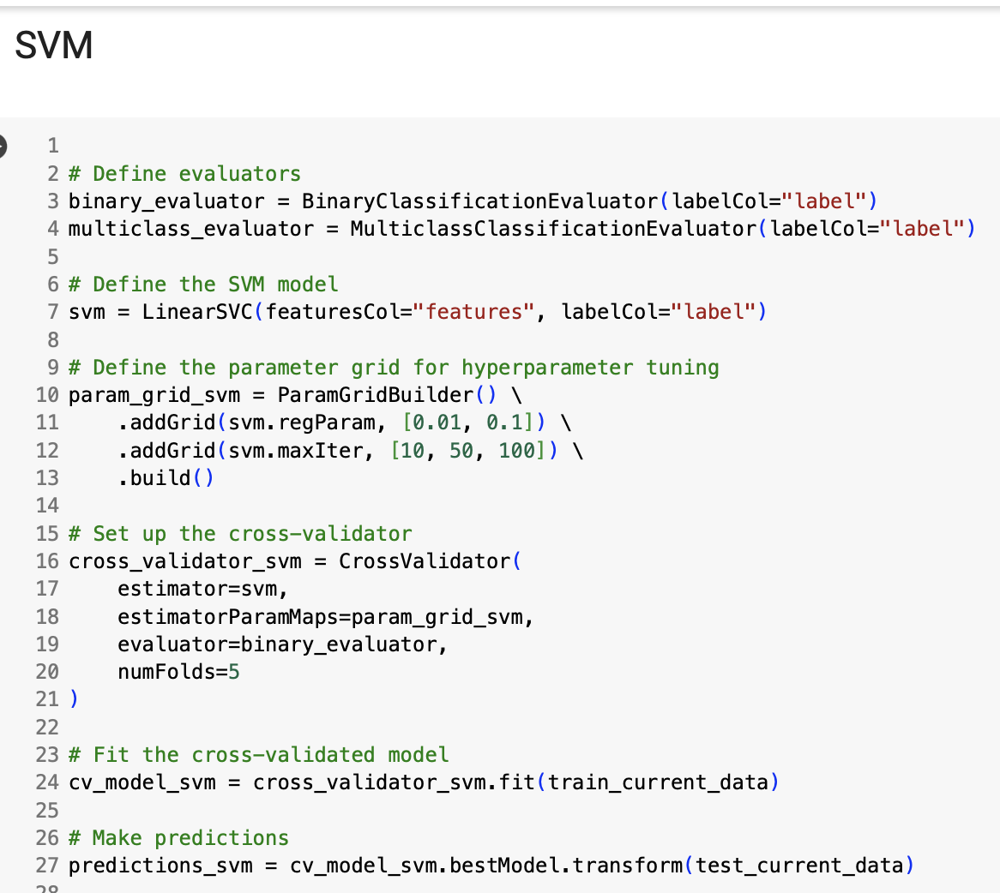 SVM
1
2 # Define evaluators
3 binary_evaluator = BinaryClassificationEvaluator(labelCol="label")
4 multiclass_evaluator = MulticlassClassificationEvaluator(labelCol="label")
5
6 # Define the SVM model
7 svm = LinearSVC(featuresCol="features", labelCol="label")
8
9 # Define the parameter grid for hyperparameter tuning
10 param_grid_svm = ParamGridBuilder() \
11     .addGrid(svm.regParam, [0.01, 0.1]) \
12     .addGrid(svm.maxIter, [10, 50, 100]) \
13     .build()
14
15 # Set up the cross-validator
16 cross_validator_svm = CrossValidator(
17     estimator=svm,
18     estimatorParamMaps=param_grid_svm,
19     evaluator=binary_evaluator,
20     numFolds=5
21 )
22
23 # Fit the cross-validated model
24 cv_model_svm = cross_validator_svm.fit(train_current_data)
25
26 # Make predictions
27 predictions_svm = cv_model_svm.bestModel.transform(test_current_data)
28